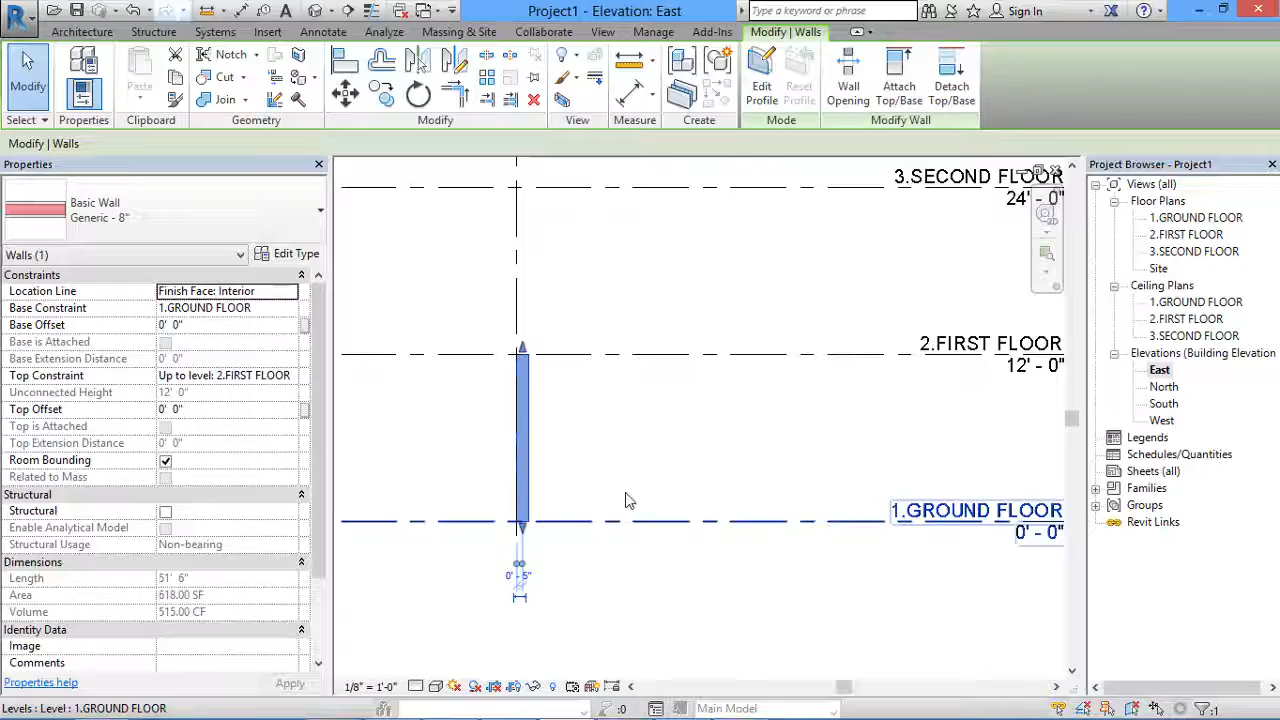 Project1 - Elevation: East
Type a keyword or phrase
Sign In
Architecture
Structure
Systems
Insert
Annotate
Analyze
Massing & Site
Collaborate
View
Manage
Add-Ins
Modify | Walls
Modify
Paste
Notch
Cut
Join
Edit
Profile
Reset
Profile
Wall
Opening
Attach
Top/Base
Detach
Top/Base
Select
Properties
Clipboard
Geometry
Modify
View
Measure
Create
Mode
Modify Wall
Modify | Walls
Properties
Basic Wall
Generic - 8"
Walls (1)
Edit Type
Constraints
Location Line
Finish Face: Interior
Base Constraint
1.GROUND FLOOR
Base Offset
0' 0"
Base is Attached
Base Extension Distance
0' 0"
Top Constraint
Up to level: 2.FIRST FLOOR
Unconnected Height
12' 0"
Top Offset
0' 0"
Top is Attached
Top Extension Distance
0' 0"
Room Bounding
Related to Mass
Structural
Structural
Enable Analytical Model
Structural Usage
Non-bearing
Dimensions
Length
51' 6"
Area
618.00 SF
Volume
515.00 CF
Identity Data
Image
Comments
Properties help
Apply
3.SECOND FLOOR
24' - 0"
2.FIRST FLOOR
12' - 0"
1.GROUND FLOOR
0' - 0"
0' - 5"
1/8" = 1'-0"
Project Browser - Project1
Views (all)
Floor Plans
1.GROUND FLOOR
2.FIRST FLOOR
3.SECOND FLOOR
Site
Ceiling Plans
1.GROUND FLOOR
2.FIRST FLOOR
3.SECOND FLOOR
Elevations (Building Elevation
East
North
South
West
Legends
Schedules/Quantities
Sheets (all)
Families
Groups
Revit Links
Levels : Level : 1.GROUND FLOOR
:0
Main Model
:1